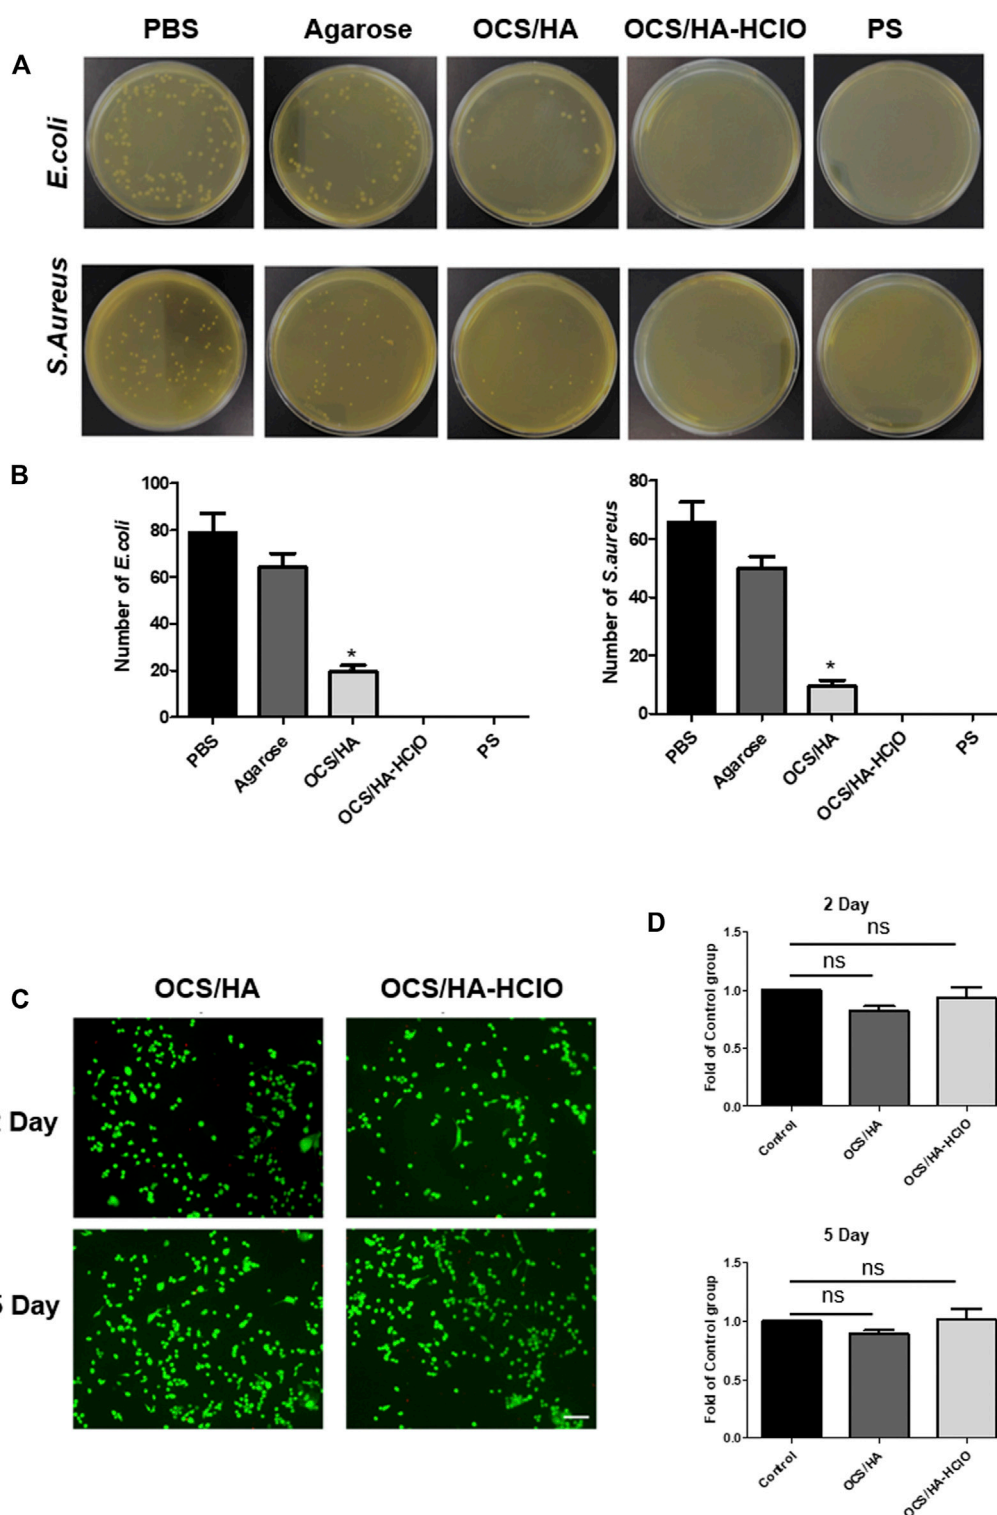 PBS Agarose OCS/HA OCS/HA-HClO PS
A
E.coli
S.Aureus
B
100
80
60
40
20
0
Number of E.coli
*
PBS
Agarose
OCS/HA
OCS/HA-HClO
PS
80
60
40
20
0
Number of S.aureus
*
PBS
Agarose
OCS/HA
OCS/HA-HClO
PS
C
OCS/HA OCS/HA-HClO
Day
Day
D
2 Day
1.5
1.0
0.5
0.0
Fold of Control group
ns
ns
Control
OCS/HA
OCS/HA-HClO
5 Day
1.5
1.0
0.5
0.0
Fold of Control group
ns
ns
Control
OCS/HA
OCS/HA-HClO